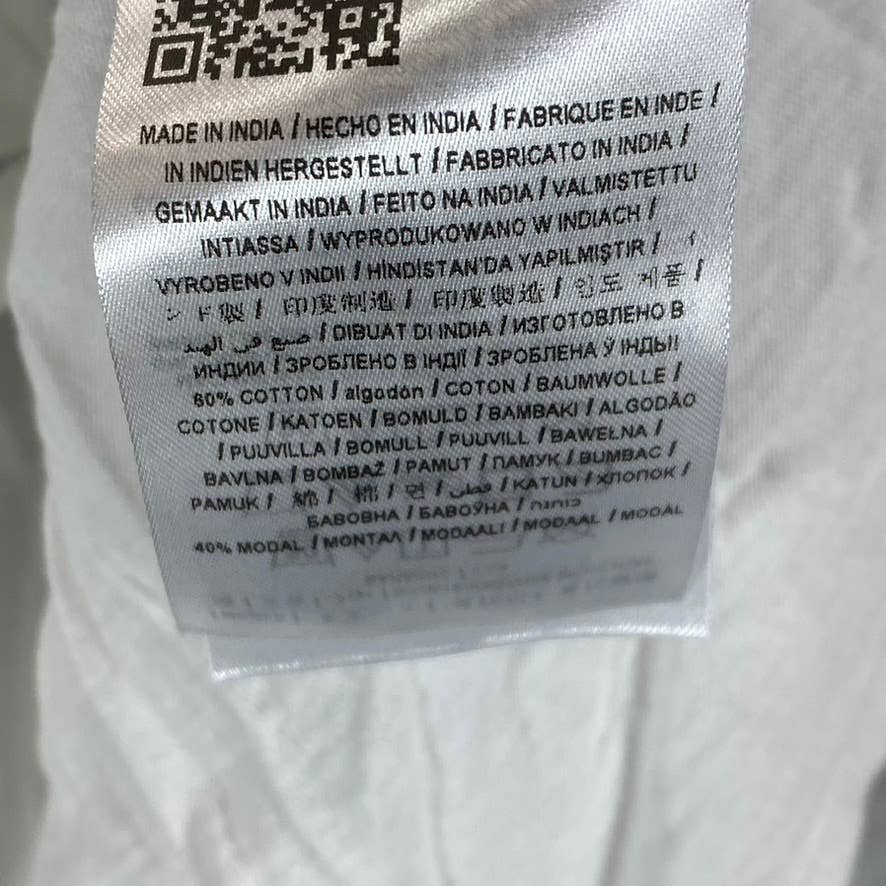 MADE IN INDIA / HECHO EN INDIA / FABRIQUE EN INDE /
IN INDIEN HERGESTELLT / FABBRICATO IN INDIA /
GEMAAKT IN INDIA / FEITO NA INDIA / VALMISTETTU
INTIASSA / WYPRODUKOWANO W INDIACH /
VYROBENO V INDII / HİNDİSTAN'DA YAPILMIŞTIR / イ
ンド製 / 印度制造 / 印度製造 / 인도 제품 /
صنع في الهند / DIBUAT DI INDIA / ИЗГОТОВЛЕНО В
ИНДИИ / ЗРОБЛЕНО В ІНДІЇ / ЗРОБЛЕНА Ў ІНДЫІ
60% COTTON / algodón / COTON / BAUMWOLLE /
COTONE / KATOEN / BOMULD / BAMBAKI / ALGODÃO
/ PUUVILLA / BOMULL / PUUVILL / BAWEŁNA /
BAVLNA / BOMBAŽ / PAMUT / ПАМУК / BUMBAC /
PAMUK / 綿 / 棉 / 면 / قطن / KATUN / хлопок /
БАВОВНА / БАВОЎНА / כותנה
40% MODAL / ΜΟΝΤΑΛ / MODAALI / MODAAL / MODAL